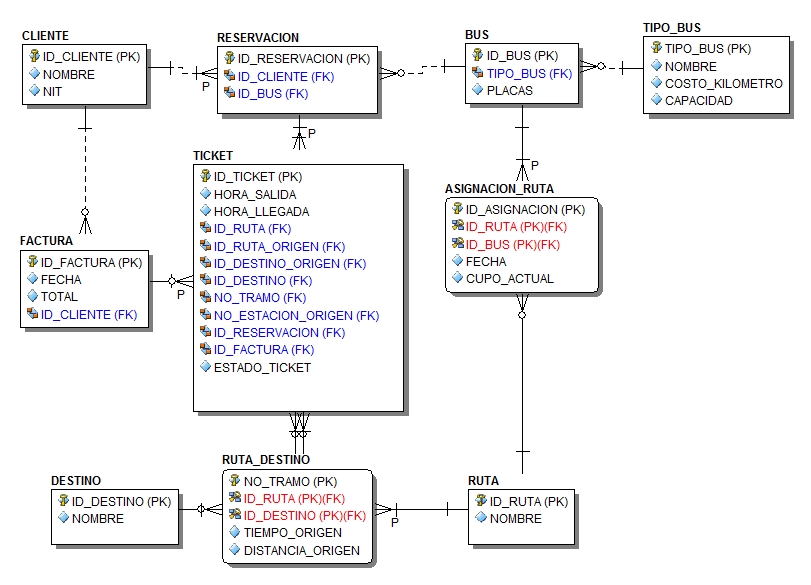 CLIENTE
ID_CLIENTE (PK)
NOMBRE
NIT
RESERVACION
ID_RESERVACION (PK)
ID_CLIENTE (FK)
ID_BUS (FK)
P
BUS
ID_BUS (PK)
TIPO_BUS (FK)
PLACAS
TIPO_BUS
TIPO_BUS (PK)
NOMBRE
COSTO_KILOMETRO
CAPACIDAD
P
TICKET
ID_TICKET (PK)
HORA_SALIDA
HORA_LLEGADA
ID_RUTA (FK)
ID_RUTA_ORIGEN (FK)
ID_DESTINO_ORIGEN (FK)
ID_DESTINO (FK)
NO_TRAMO (FK)
NO_ESTACION_ORIGEN (FK)
ID_RESERVACION (FK)
ID_FACTURA (FK)
ESTADO_TICKET
P
ASIGNACION_RUTA
ID_ASIGNACION (PK)
ID_RUTA (PK)(FK)
ID_BUS (PK)(FK)
FECHA
CUPO_ACTUAL
FACTURA
ID_FACTURA (PK)
FECHA
TOTAL
ID_CLIENTE (FK)
P
DESTINO
ID_DESTINO (PK)
NOMBRE
RUTA_DESTINO
NO_TRAMO (PK)
ID_RUTA (PK)(FK)
ID_DESTINO (PK)(FK)
TIEMPO_ORIGEN
DISTANCIA_ORIGEN
P
RUTA
ID_RUTA (PK)
NOMBRE